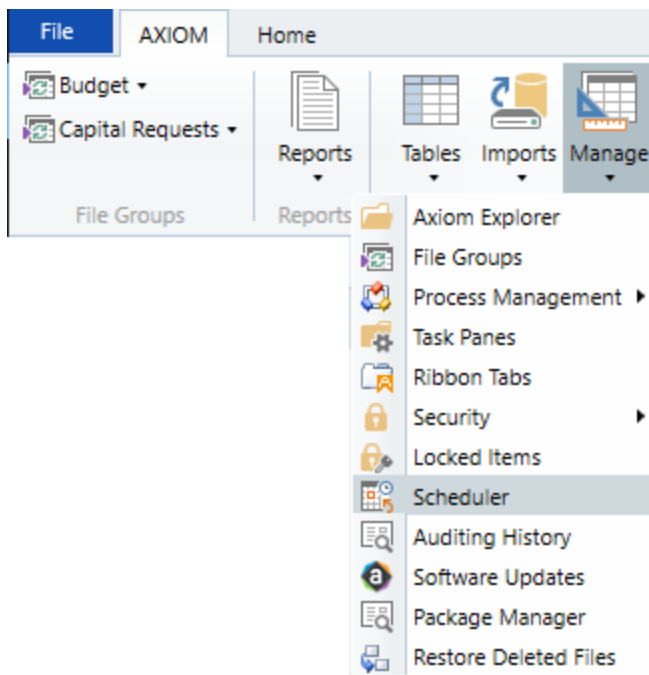 File AXIOM Home
Budget
Capital Requests
Reports Tables Imports Manage
File Groups Reports
Axiom Explorer
File Groups
Process Management
Task Panes
Ribbon Tabs
Security
Locked Items
Scheduler
Auditing History
a Software Updates
Package Manager
Restore Deleted Files